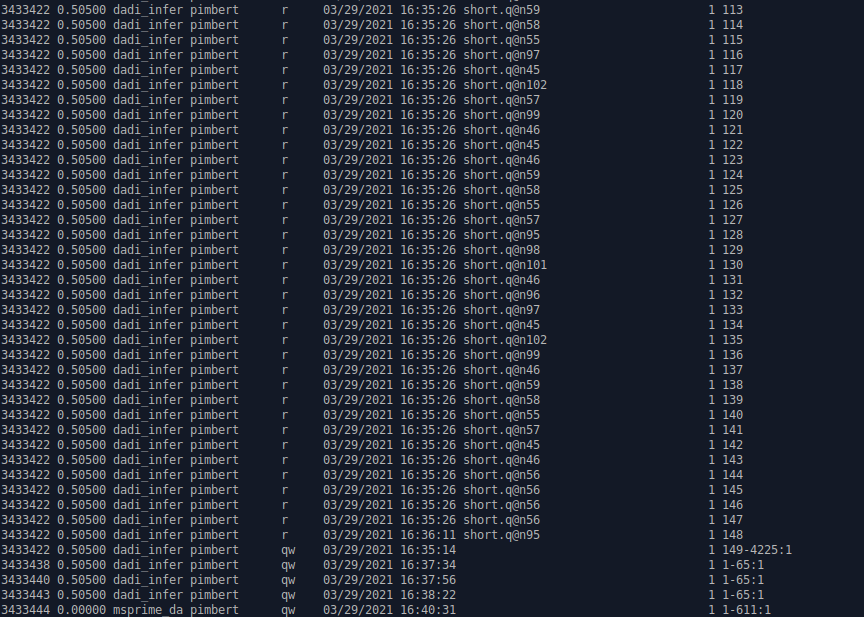 3433422 0.50500 dadi_infer pimbert r 03/29/2021 16:35:26 short.q@n59 1 113
3433422 0.50500 dadi_infer pimbert r 03/29/2021 16:35:26 short.q@n58 1 114
3433422 0.50500 dadi_infer pimbert r 03/29/2021 16:35:26 short.q@n55 1 115
3433422 0.50500 dadi_infer pimbert r 03/29/2021 16:35:26 short.q@n97 1 116
3433422 0.50500 dadi_infer pimbert r 03/29/2021 16:35:26 short.q@n45 1 117
3433422 0.50500 dadi_infer pimbert r 03/29/2021 16:35:26 short.q@n102 1 118
3433422 0.50500 dadi_infer pimbert r 03/29/2021 16:35:26 short.q@n57 1 119
3433422 0.50500 dadi_infer pimbert r 03/29/2021 16:35:26 short.q@n99 1 120
3433422 0.50500 dadi_infer pimbert r 03/29/2021 16:35:26 short.q@n46 1 121
3433422 0.50500 dadi_infer pimbert r 03/29/2021 16:35:26 short.q@n45 1 122
3433422 0.50500 dadi_infer pimbert r 03/29/2021 16:35:26 short.q@n46 1 123
3433422 0.50500 dadi_infer pimbert r 03/29/2021 16:35:26 short.q@n59 1 124
3433422 0.50500 dadi_infer pimbert r 03/29/2021 16:35:26 short.q@n58 1 125
3433422 0.50500 dadi_infer pimbert r 03/29/2021 16:35:26 short.q@n55 1 126
3433422 0.50500 dadi_infer pimbert r 03/29/2021 16:35:26 short.q@n57 1 127
3433422 0.50500 dadi_infer pimbert r 03/29/2021 16:35:26 short.q@n95 1 128
3433422 0.50500 dadi_infer pimbert r 03/29/2021 16:35:26 short.q@n98 1 129
3433422 0.50500 dadi_infer pimbert r 03/29/2021 16:35:26 short.q@n101 1 130
3433422 0.50500 dadi_infer pimbert r 03/29/2021 16:35:26 short.q@n46 1 131
3433422 0.50500 dadi_infer pimbert r 03/29/2021 16:35:26 short.q@n96 1 132
3433422 0.50500 dadi_infer pimbert r 03/29/2021 16:35:26 short.q@n97 1 133
3433422 0.50500 dadi_infer pimbert r 03/29/2021 16:35:26 short.q@n45 1 134
3433422 0.50500 dadi_infer pimbert r 03/29/2021 16:35:26 short.q@n102 1 135
3433422 0.50500 dadi_infer pimbert r 03/29/2021 16:35:26 short.q@n99 1 136
3433422 0.50500 dadi_infer pimbert r 03/29/2021 16:35:26 short.q@n46 1 137
3433422 0.50500 dadi_infer pimbert r 03/29/2021 16:35:26 short.q@n59 1 138
3433422 0.50500 dadi_infer pimbert r 03/29/2021 16:35:26 short.q@n58 1 139
3433422 0.50500 dadi_infer pimbert r 03/29/2021 16:35:26 short.q@n55 1 140
3433422 0.50500 dadi_infer pimbert r 03/29/2021 16:35:26 short.q@n57 1 141
3433422 0.50500 dadi_infer pimbert r 03/29/2021 16:35:26 short.q@n45 1 142
3433422 0.50500 dadi_infer pimbert r 03/29/2021 16:35:26 short.q@n46 1 143
3433422 0.50500 dadi_infer pimbert r 03/29/2021 16:35:26 short.q@n56 1 144
3433422 0.50500 dadi_infer pimbert r 03/29/2021 16:35:26 short.q@n56 1 145
3433422 0.50500 dadi_infer pimbert r 03/29/2021 16:35:26 short.q@n56 1 146
3433422 0.50500 dadi_infer pimbert r 03/29/2021 16:35:26 short.q@n56 1 147
3433422 0.50500 dadi_infer pimbert r 03/29/2021 16:36:11 short.q@n95 1 148
3433422 0.50500 dadi_infer pimbert qw 03/29/2021 16:35:14 1 149-4225:1
3433438 0.50500 dadi_infer pimbert qw 03/29/2021 16:37:34 1 1-65:1
3433440 0.50500 dadi_infer pimbert qw 03/29/2021 16:37:56 1 1-65:1
3433443 0.50500 dadi_infer pimbert qw 03/29/2021 16:38:22 1 1-65:1
3433444 0.00000 msprime_da pimbert qw 03/29/2021 16:40:31 1 1-611:1